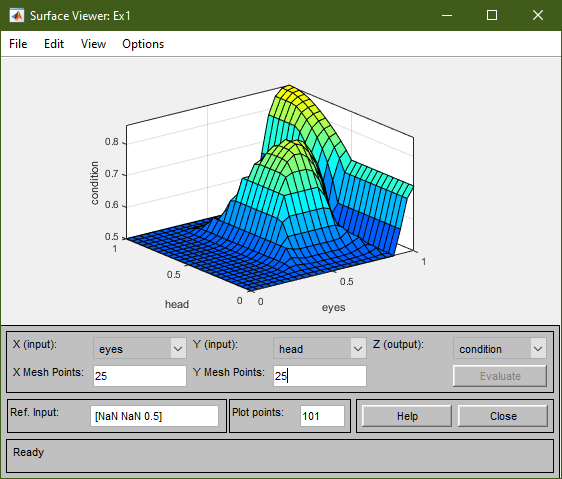 Surface Viewer: Ex1
File Edit View Options
0.8
0.7
0.6
0.5
condition
1
0.5
0
head
0
0.5
1
eyes
X (input): eyes Y (input): head Z (output): condition
X Mesh Points: 25 Y Mesh Points: 25 Evaluate
Ref. Input: [NaN NaN 0.5] Plot points: 101 Help Close
Ready